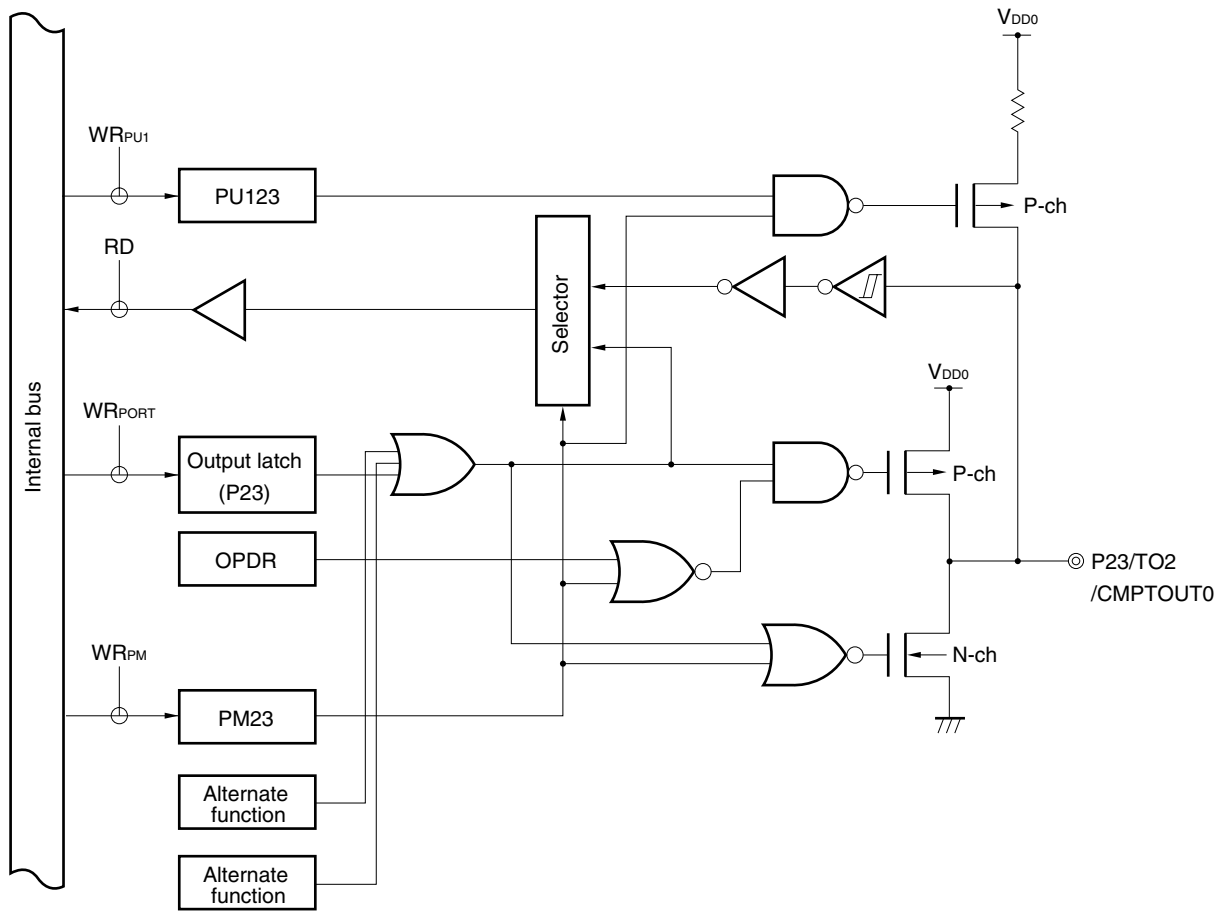 VDD0
WRPU1
PU123
P-ch
RD
Selector
VDD0
WRPORT
Internal bus
Output latch
(P23)
P-ch
OPDR
P23/TO2
/CMPTOUT0
WRPM
N-ch
PM23
Alternate
function
Alternate
function